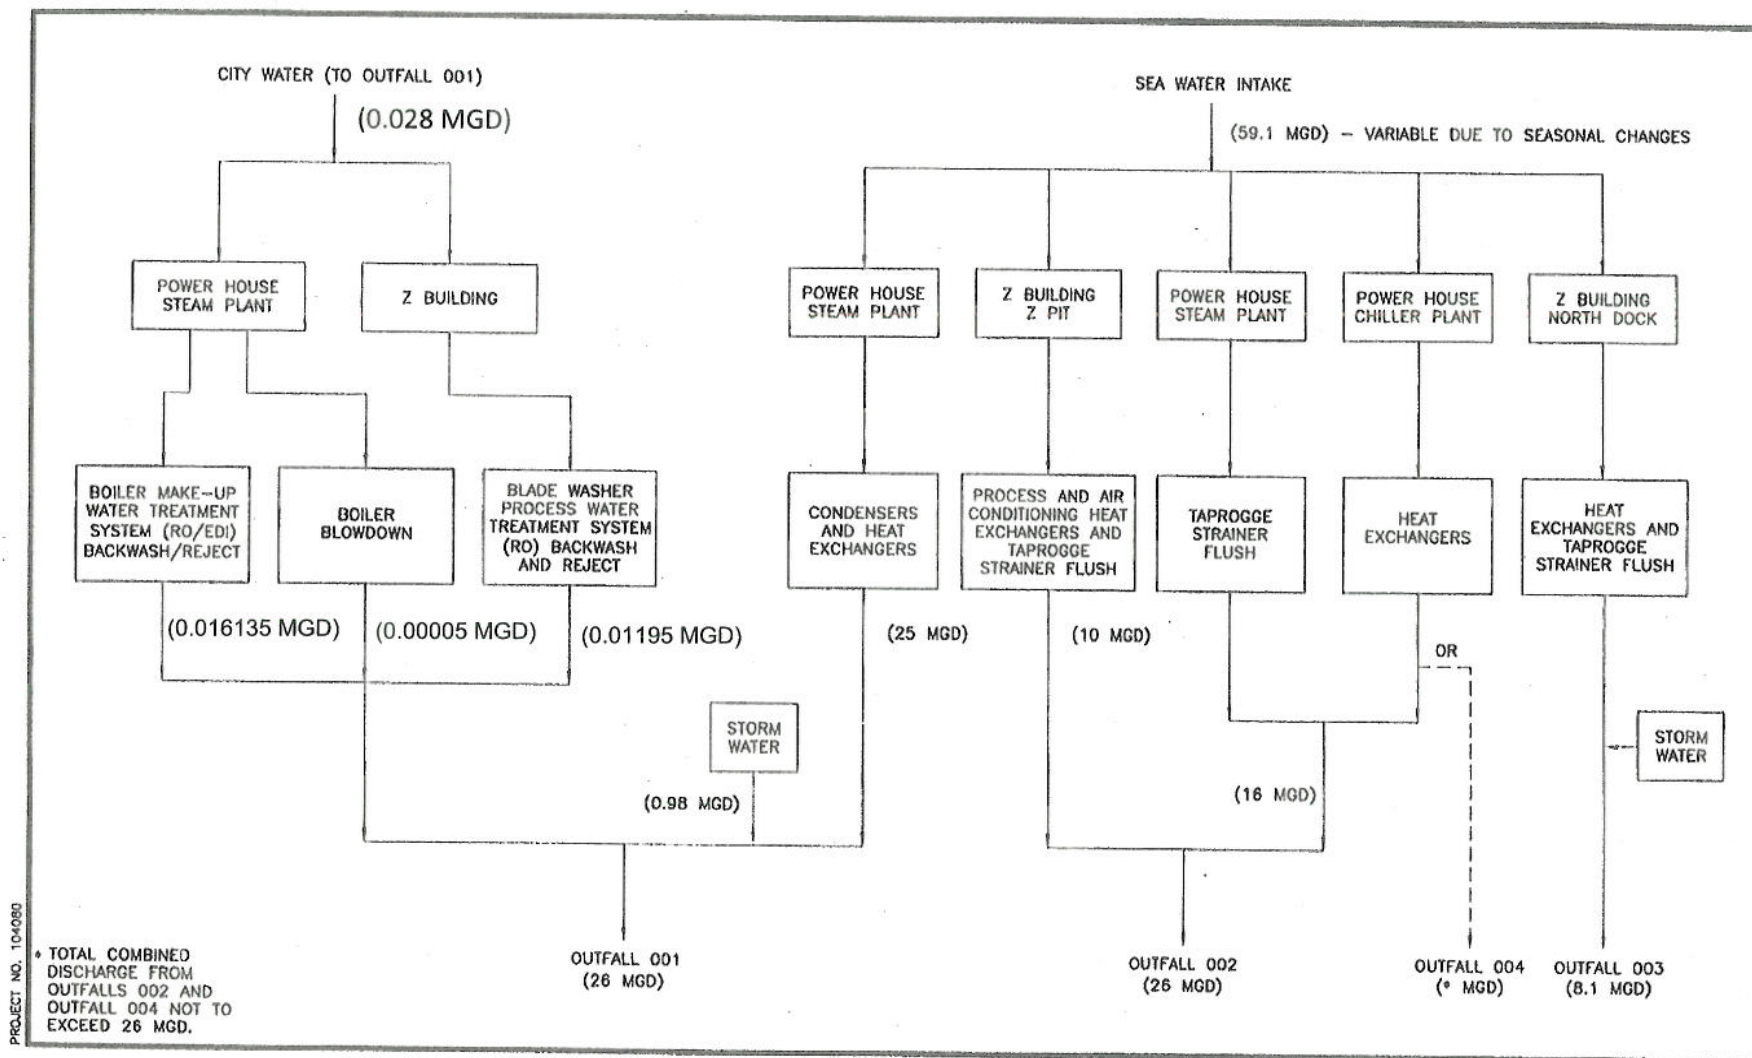 CITY WATER (TO OUTFALL 001)
(0.028 MGD)
SEA WATER INTAKE
(59.1 MGD) - VARIABLE DUE TO SEASONAL CHANGES
POWER HOUSE
STEAM PLANT
Z BUILDING
POWER HOUSE
STEAM PLANT
Z BUILDING
Z PIT
POWER HOUSE
STEAM PLANT
POWER HOUSE
CHILLER PLANT
Z BUILDING
NORTH DOCK
BOILER MAKE-UP
WATER TREATMENT
SYSTEM (RO/EDI)
BACKWASH/REJECT
BOILER
BLOWDOWN
BLADE WASHER
PROCESS WATER
TREATMENT SYSTEM
(RO) BACKWASH
AND REJECT
CONDENSERS
AND HEAT
EXCHANGERS
PROCESS AND AIR
CONDITIONING HEAT
EXCHANGERS AND
TAPROGGE
STRAINER FLUSH
TAPROGGE
STRAINER
FLUSH
HEAT
EXCHANGERS
HEAT
EXCHANGERS AND
TAPROGGE
STRAINER FLUSH
(0.016135 MGD)
(0.00005 MGD)
(0.01195 MGD)
(25 MGD)
(10 MGD)
OR
STORM
WATER
(0.98 MGD)
(16 MGD)
STORM
WATER
OUTFALL 001
(26 MGD)
OUTFALL 002
(26 MGD)
OUTFALL 004
(* MGD)
OUTFALL 003
(8.1 MGD)
* TOTAL COMBINED
DISCHARGE FROM
OUTFALLS 002 AND
OUTFALL 004 NOT TO
EXCEED 26 MGD.
PROJECT NO. 104080